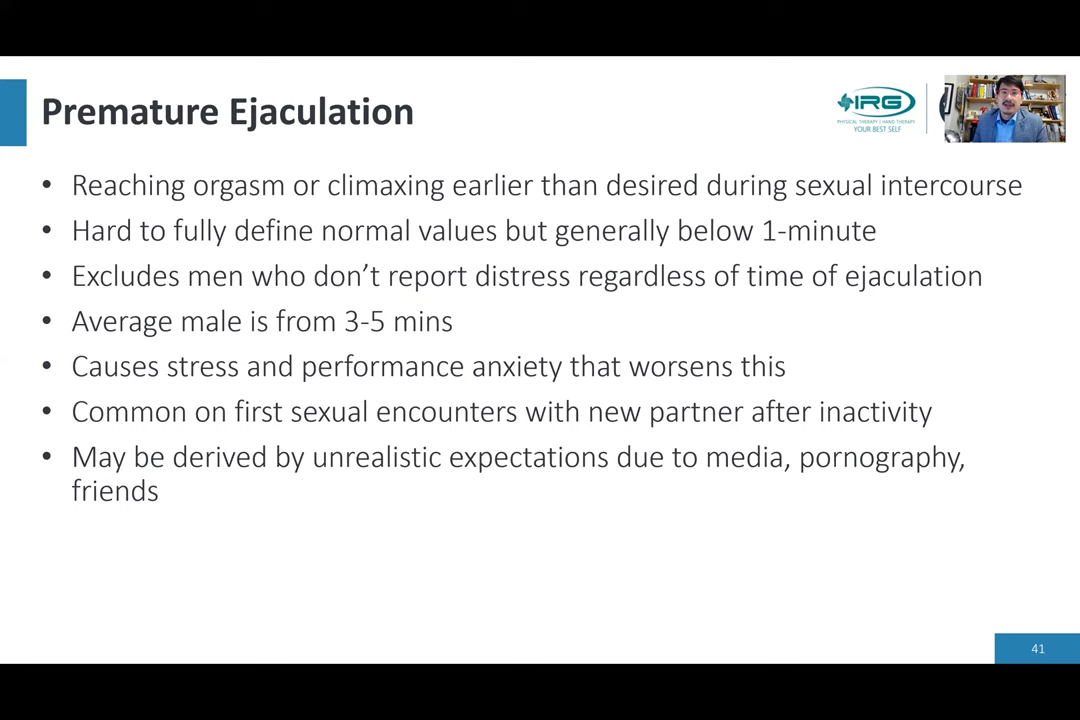 Premature Ejaculation
IRG
PHYSICAL THERAPY | HAND THERAPY
YOUR BEST SELF
• Reaching orgasm or climaxing earlier than desired during sexual intercourse
• Hard to fully define normal values but generally below 1-minute
• Excludes men who don’t report distress regardless of time of ejaculation
• Average male is from 3-5 mins
• Causes stress and performance anxiety that worsens this
• Common on first sexual encounters with new partner after inactivity
• May be derived by unrealistic expectations due to media, pornography,
friends
41